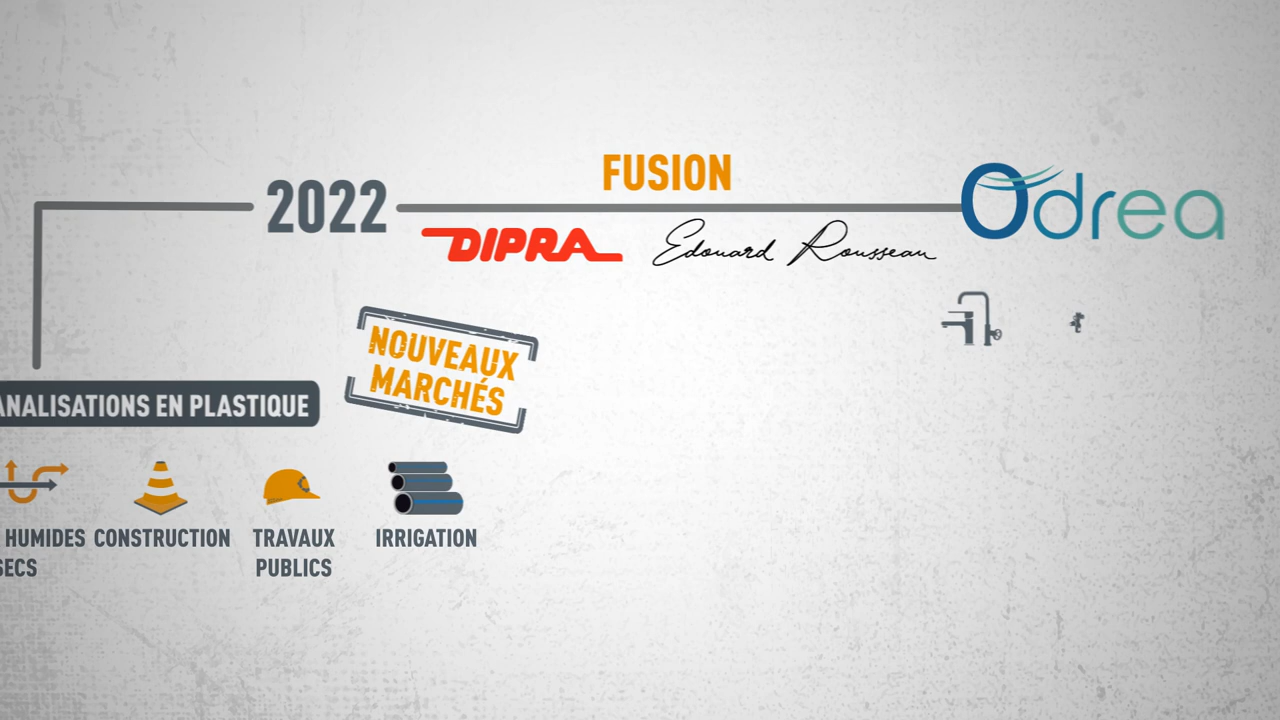 FUSION
2022
Odrea
DIPRA
Edouard Rousseau
NOUVEAUX
MARCHÉS
ANALISATIONS EN PLASTIQUE
HUMIDES
SECS
CONSTRUCTION
TRAVAUX
PUBLICS
IRRIGATION